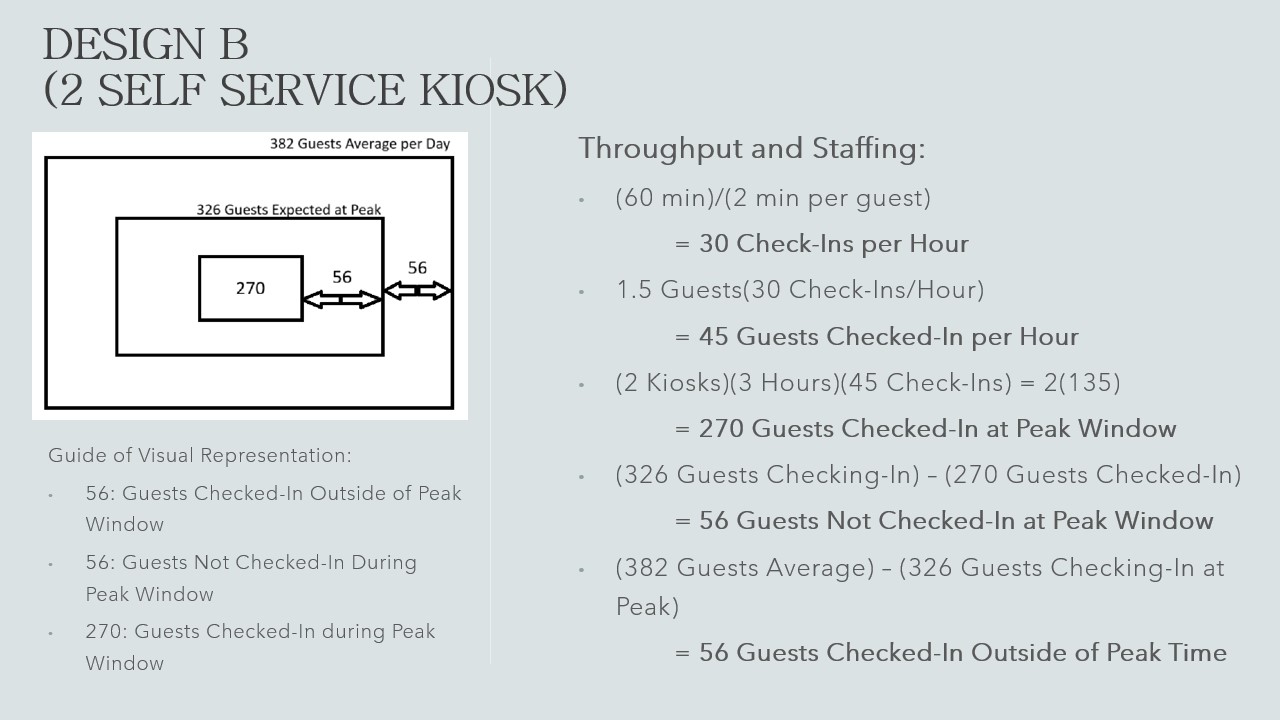 DESIGN B
(2 SELF SERVICE KIOSK)
382 Guests Average per Day
326 Guests Expected at Peak
270
56
56
Guide of Visual Representation:
• 56: Guests Checked-In Outside of Peak
Window
• 56: Guests Not Checked-In During
Peak Window
• 270: Guests Checked-In during Peak
Window
Throughput and Staffing:
• (60 min)/(2 min per guest)
= 30 Check-Ins per Hour
• 1.5 Guests(30 Check-Ins/Hour)
= 45 Guests Checked-In per Hour
• (2 Kiosks)(3 Hours)(45 Check-Ins) = 2(135)
= 270 Guests Checked-In at Peak Window
• (326 Guests Checking-In) – (270 Guests Checked-In)
= 56 Guests Not Checked-In at Peak Window
• (382 Guests Average) – (326 Guests Checking-In at
Peak)
= 56 Guests Checked-In Outside of Peak Time